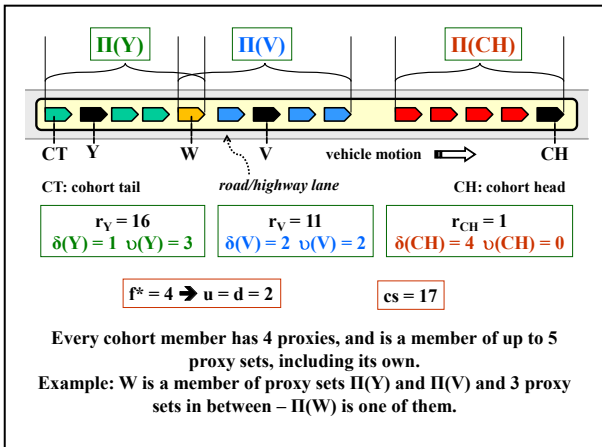 Π(Y) Π(V) Π(CH)
CT Y W V vehicle motion CH
CT: cohort tail road/highway lane CH: cohort head
r_Y = 16 r_V = 11 r_CH = 1
δ(Y) = 1 υ(Y) = 3 δ(V) = 2 υ(V) = 2 δ(CH) = 4 υ(CH) = 0
f* = 4 ➔ u = d = 2 cs = 17
Every cohort member has 4 proxies, and is a member of up to 5
proxy sets, including its own.
Example: W is a member of proxy sets Π(Y) and Π(V) and 3 proxy
sets in between – Π(W) is one of them.